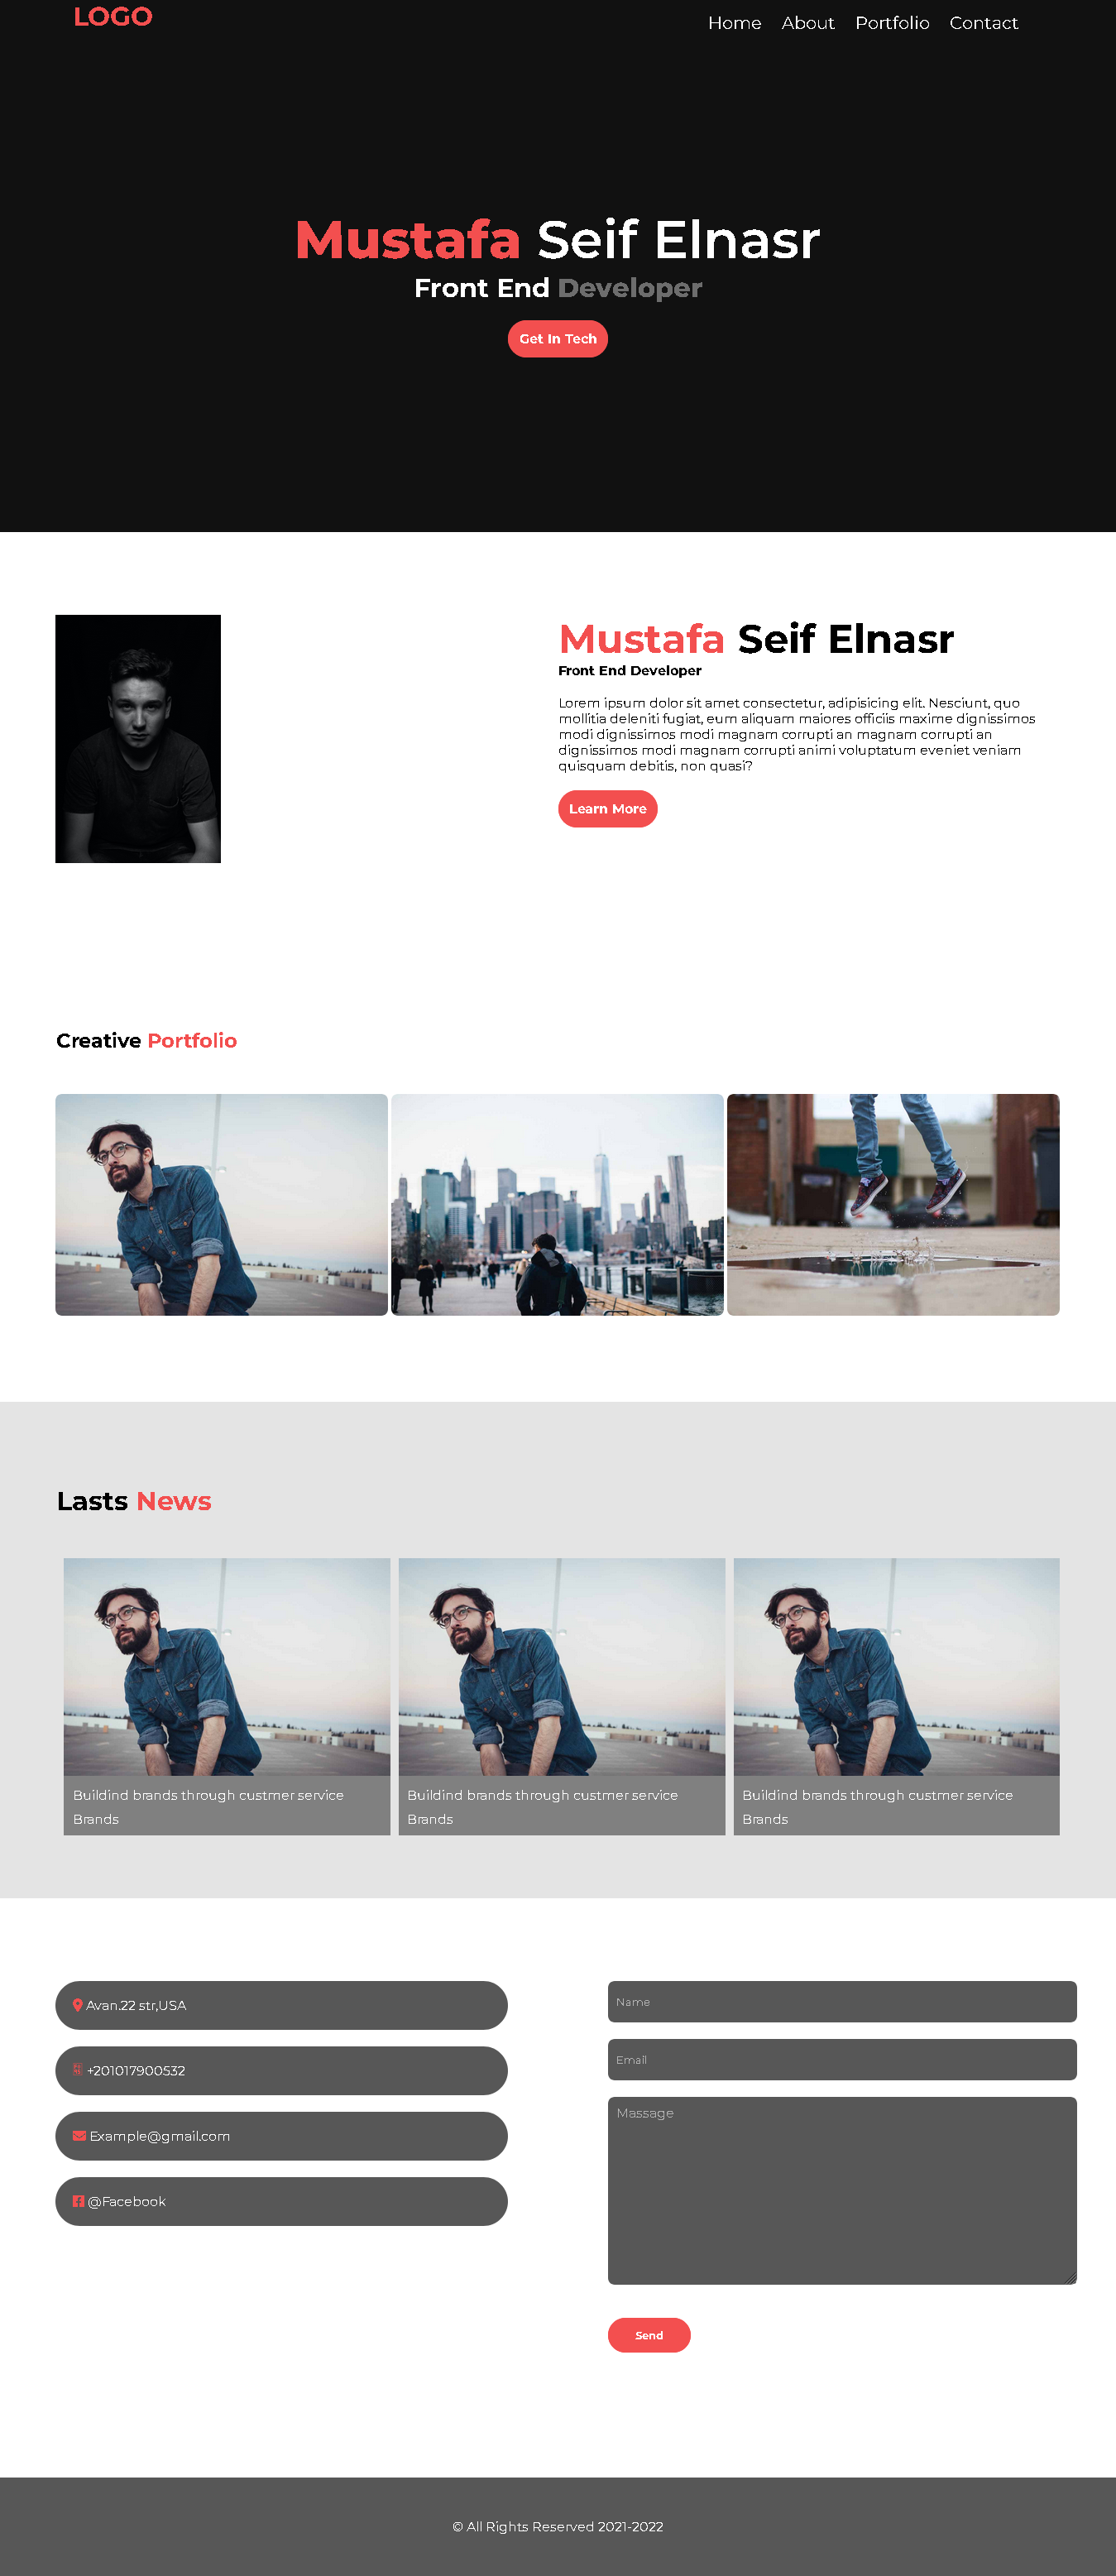 LOGO
Home About Portfolio Contact
Mustafa Seif Elnasr
Front End Developer
Get In Tech
Mustafa Seif Elnasr
Front End Developer
Lorem ipsum dolor sit amet consectetur, adipisicing elit. Nesciunt, quo
mollitia deleniti fugiat, eum aliquam maiores officiis maxime dignissimos
modi dignissimos modi magnam corrupti an magnam corrupti an
dignissimos modi magnam corrupti animi voluptatum eveniet veniam
quisquam debitis, non quasi?
Learn More
Creative Portfolio
Lasts News
Buildind brands through custmer service
Brands
Buildind brands through custmer service
Brands
Buildind brands through custmer service
Brands
Avan.22 str,USA
+201017900532
Example@gmail.com
@Facebook
Name
Email
Massage
Send
© All Rights Reserved 2021-2022